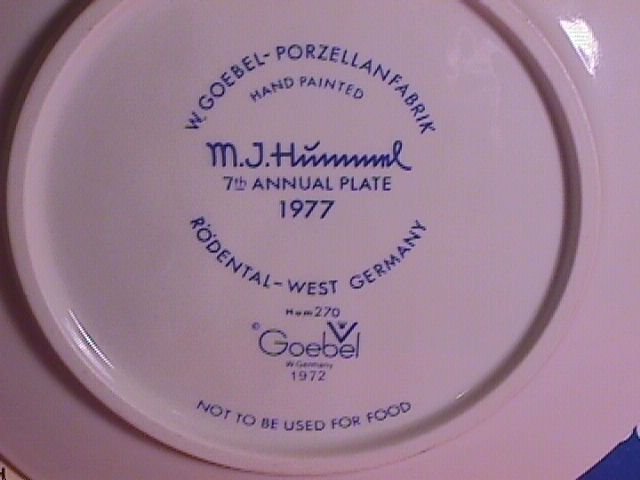 W. GOEBEL-PORZELLANFABRIK
HAND PAINTED
M.J.Hummel
7th ANNUAL PLATE
1977
RÖDENTAL-WEST GERMANY
Hum 270
© Goebel
W.Germany
1972
NOT TO BE USED FOR FOOD